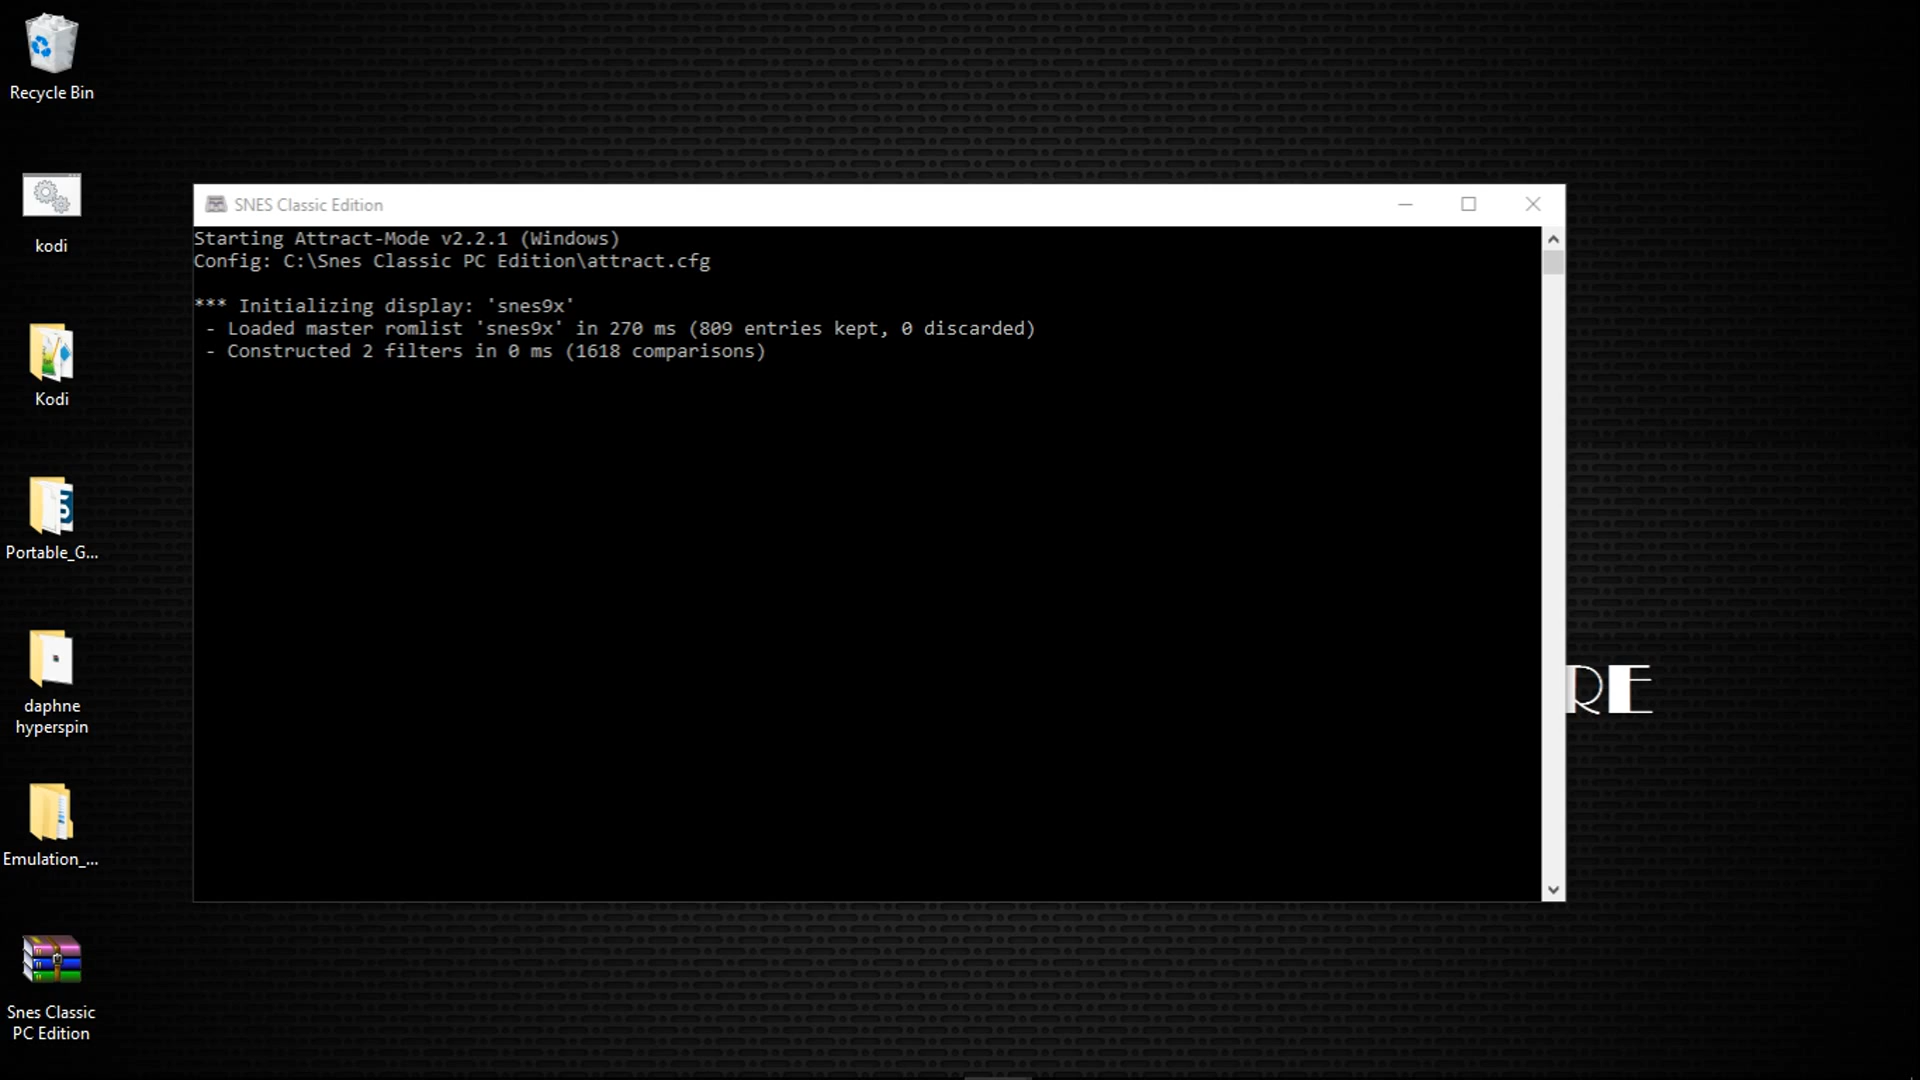 Recycle Bin
kodi
Kodi
Portable_G...
daphne
hyperspin
Emulation_...
Snes Classic
PC Edition
SNES Classic Edition
Starting Attract-Mode v2.2.1 (Windows)
Config: C:\Snes Classic PC Edition\attract.cfg
*** Initializing display: 'snes9x'
- Loaded master romlist 'snes9x' in 270 ms (809 entries kept, 0 discarded)
- Constructed 2 filters in 0 ms (1618 comparisons)
RE